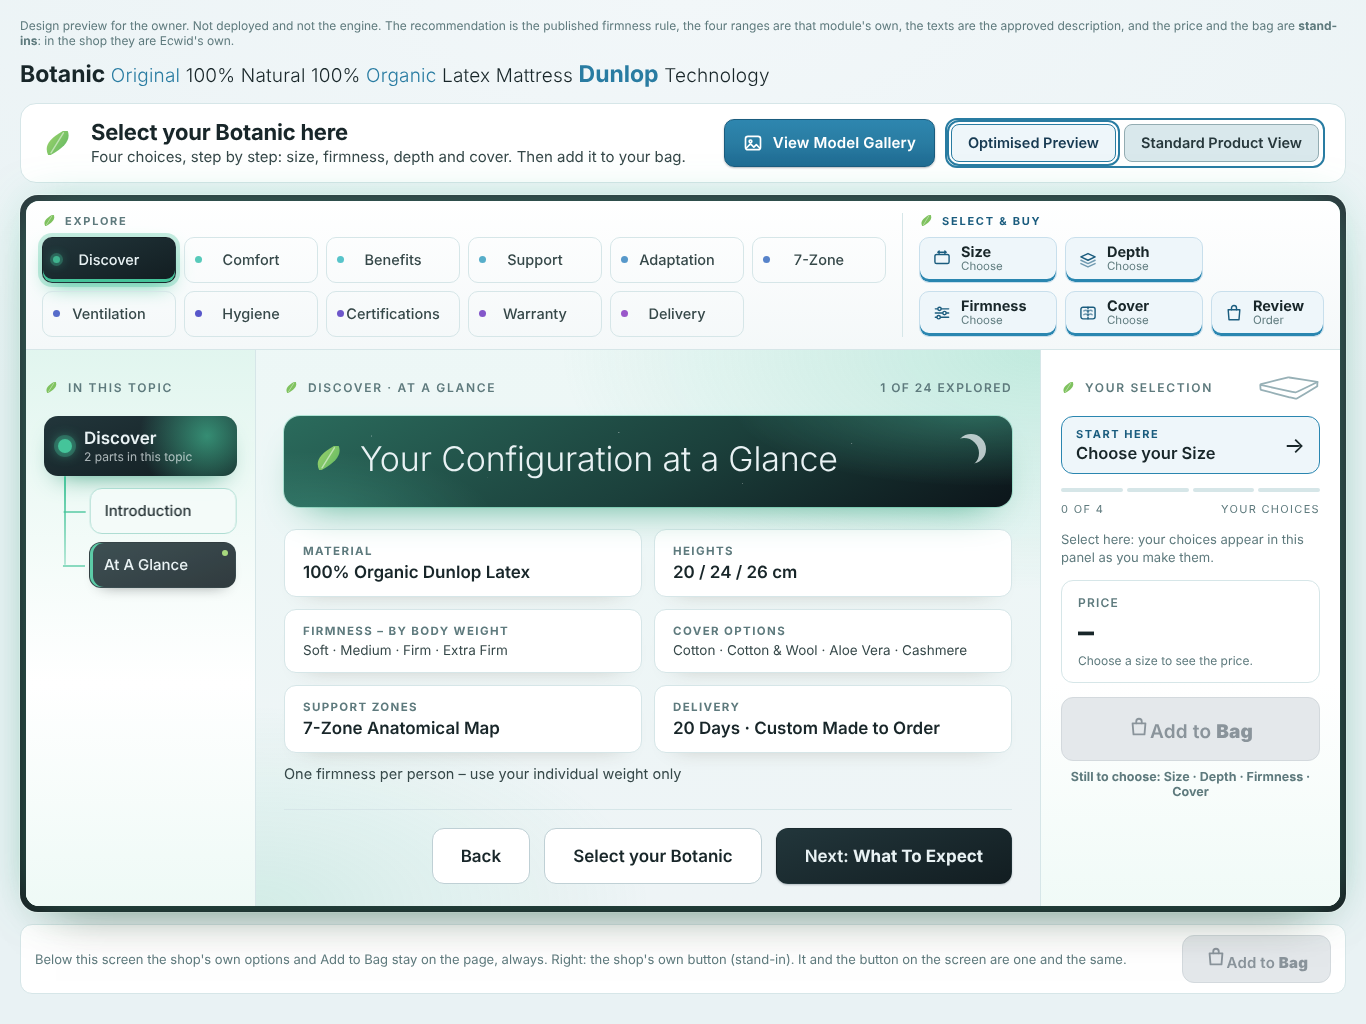 Design preview for the owner. Not deployed and not the engine. The recommendation is the published firmness rule, the four ranges are that module's own, the texts are the approved description, and the price and the bag are stand-
ins: in the shop they are Ecwid's own.
Botanic Original 100% Natural 100% Organic Latex Mattress Dunlop Technology
Select your Botanic here
Four choices, step by step: size, firmness, depth and cover. Then add it to your bag.
View Model Gallery
Optimised Preview
Standard Product View
EXPLORE
Discover
Comfort
Benefits
Support
Adaptation
7-Zone
Ventilation
Hygiene
Certifications
Warranty
Delivery
SELECT & BUY
Size
Choose
Depth
Choose
Firmness
Choose
Cover
Choose
Review
Order
IN THIS TOPIC
Discover
2 parts in this topic
Introduction
At A Glance
DISCOVER · AT A GLANCE
1 OF 24 EXPLORED
Your Configuration at a Glance
MATERIAL
100% Organic Dunlop Latex
HEIGHTS
20 / 24 / 26 cm
FIRMNESS – BY BODY WEIGHT
Soft · Medium · Firm · Extra Firm
COVER OPTIONS
Cotton · Cotton & Wool · Aloe Vera · Cashmere
SUPPORT ZONES
7-Zone Anatomical Map
DELIVERY
20 Days · Custom Made to Order
One firmness per person – use your individual weight only
Back
Select your Botanic
Next: What To Expect
YOUR SELECTION
START HERE
Choose your Size
0 OF 4
YOUR CHOICES
Select here: your choices appear in this
panel as you make them.
PRICE
–
Choose a size to see the price.
Add to Bag
Still to choose: Size · Depth · Firmness ·
Cover
Below this screen the shop's own options and Add to Bag stay on the page, always. Right: the shop's own button (stand-in). It and the button on the screen are one and the same.
Add to Bag